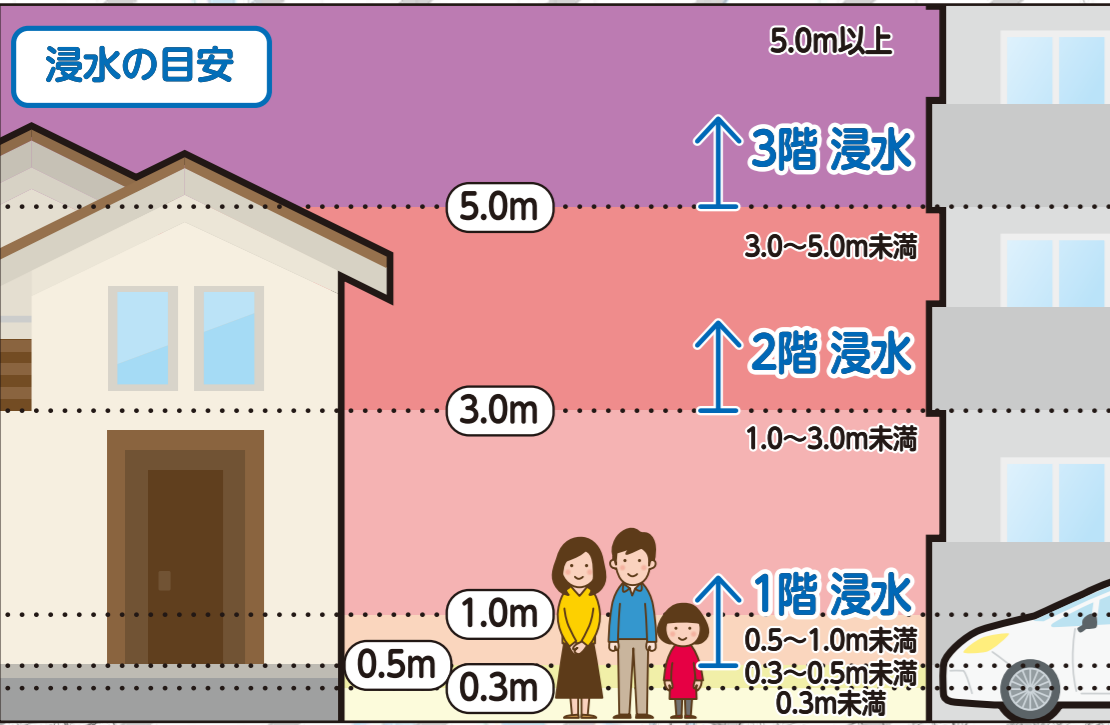 浸水の目安
5.0m以上
3階 浸水
5.0m
3.0〜5.0m未満
2階 浸水
3.0m
1.0〜3.0m未満
1階 浸水
1.0m
0.5〜1.0m未満
0.5m
0.3〜0.5m未満
0.3m
0.3m未満